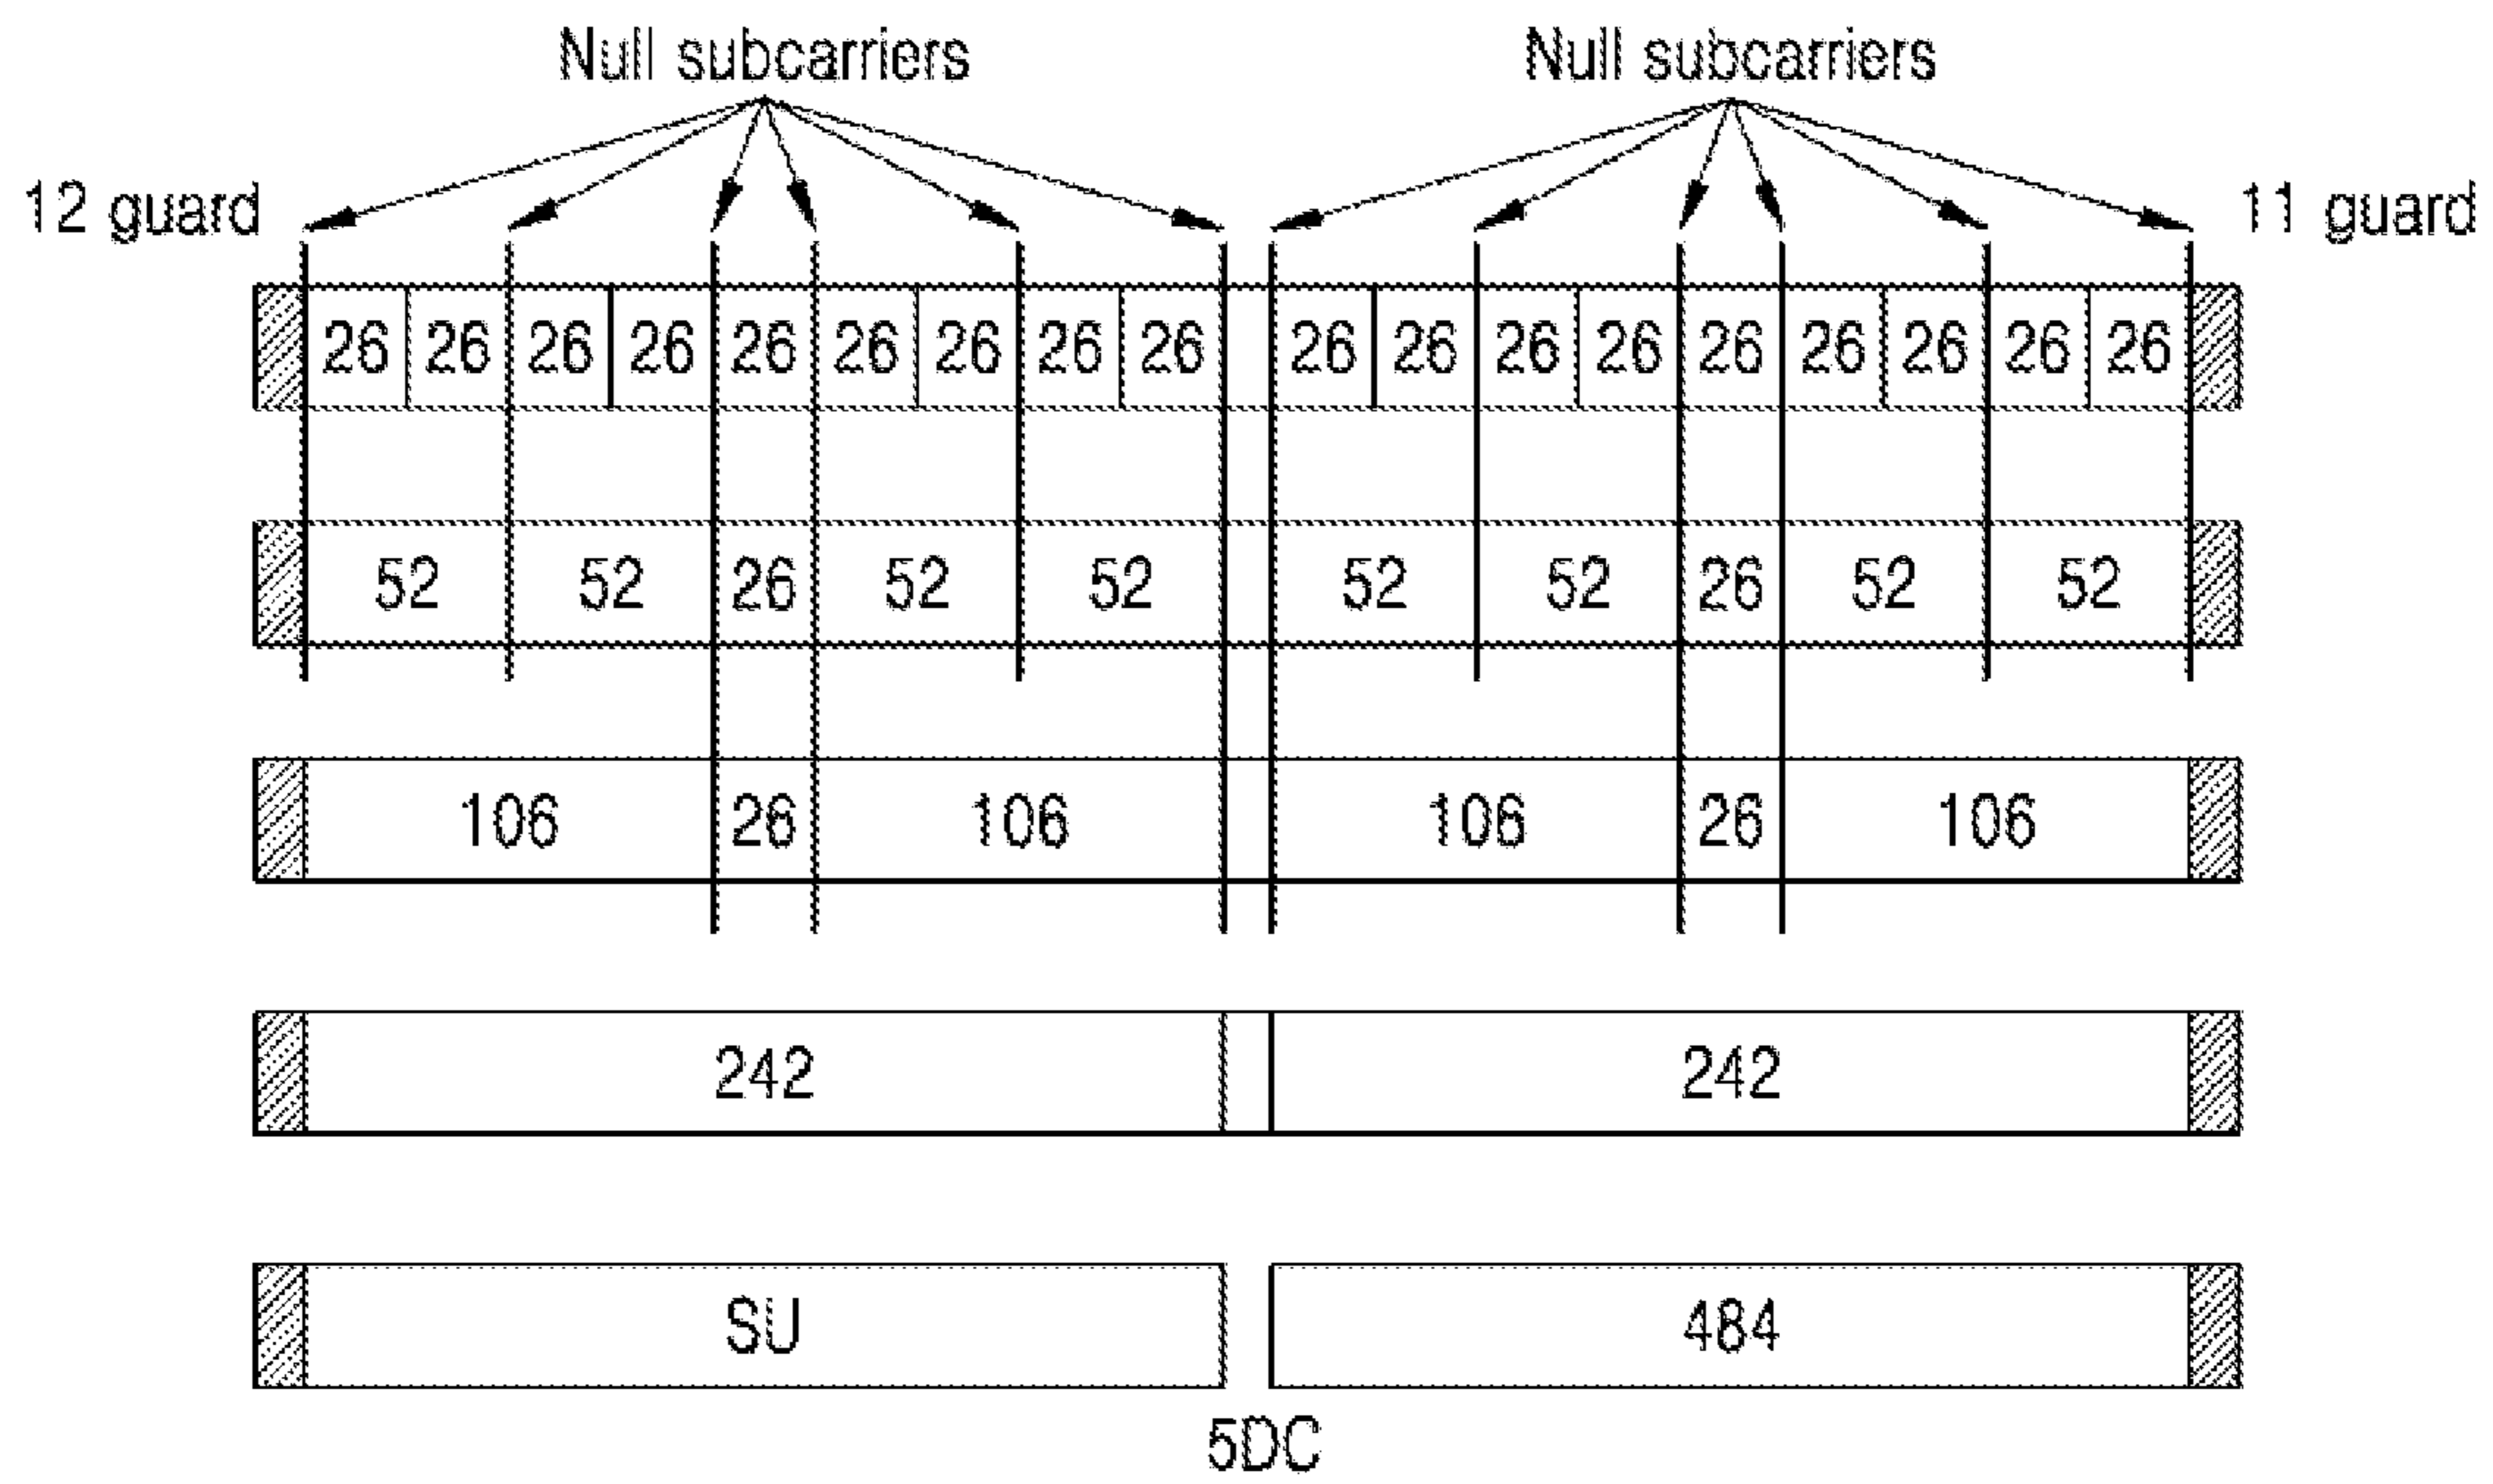 Null subcarriers Null subcarriers
12 guard 11 guard
26 26 26 26 26 26 26 26 26 26 26 26 26 26 26 26 26 26
52 52 26 52 52 52 52 26 52 52
106 26 106 106 26 106
242 242
SU 484
5DC